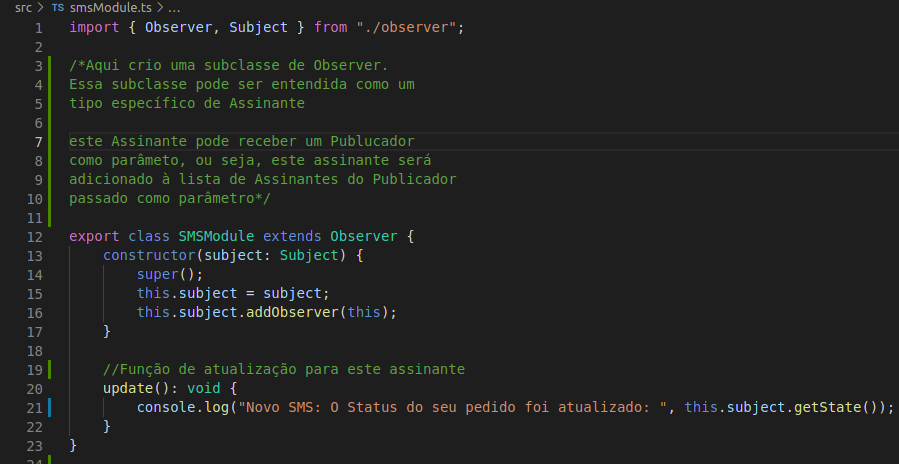 src > TS smsModule.ts > ...
1 import { Observer, Subject } from "./observer";
2
3 /*Aqui crio uma subclasse de Observer.
4 Essa subclasse pode ser entendida como um
5 tipo específico de Assinante
6
7 este Assinante pode receber um Publucador
8 como parâmeto, ou seja, este assinante será
9 adicionado à lista de Assinantes do Publicador
10 passado como parâmetro*/
11
12 export class SMSModule extends Observer {
13 constructor(subject: Subject) {
14 super();
15 this.subject = subject;
16 this.subject.addObserver(this);
17 }
18
19 //Função de atualização para este assinante
20 update(): void {
21 console.log("Novo SMS: O Status do seu pedido foi atualizado: ", this.subject.getState());
22 }
23 }
24